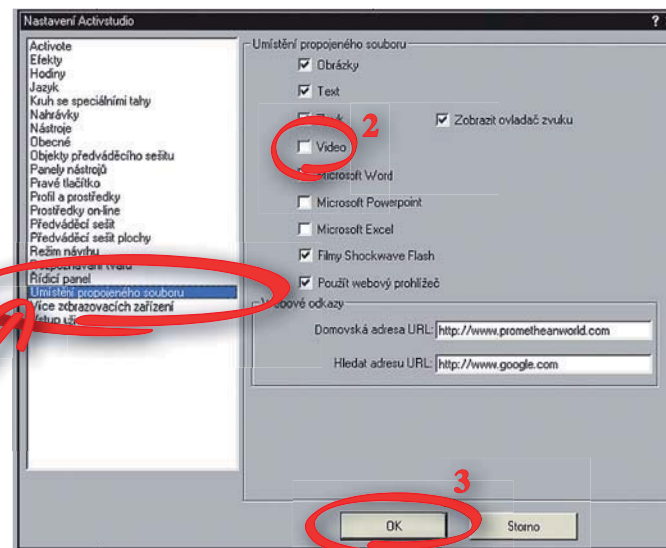 Nastavení Activstudio
?
Activote
Efekty
Hodiny
Jazyk
Kruh se speciálními tahy
Nahrávky
Nástroje
Obecné
Objekty předváděcího sešitu
Panely nástrojů
Pravé tlačítko
Profil a prostředky
Prostředky on-line
Předváděcí sešit
Předváděcí sešit plochy
Režim návrhu
Rozpoznávání tvarů
Řídicí panel
Umístění propojeného souboru
Více zobrazovacích zařízení
Umístění propojeného souboru
Obrázky
Text
2
Zobrazit ovladač zvuku
Video
Microsoft Word
Microsoft Powerpoint
Microsoft Excel
Filmy Shockwave Flash
Použít webový prohlížeč
Webové odkazy
Domovská adresa URL: http://www.prometheanworld.com
Hledat adresu URL: http://www.google.com
3
OK
Storno